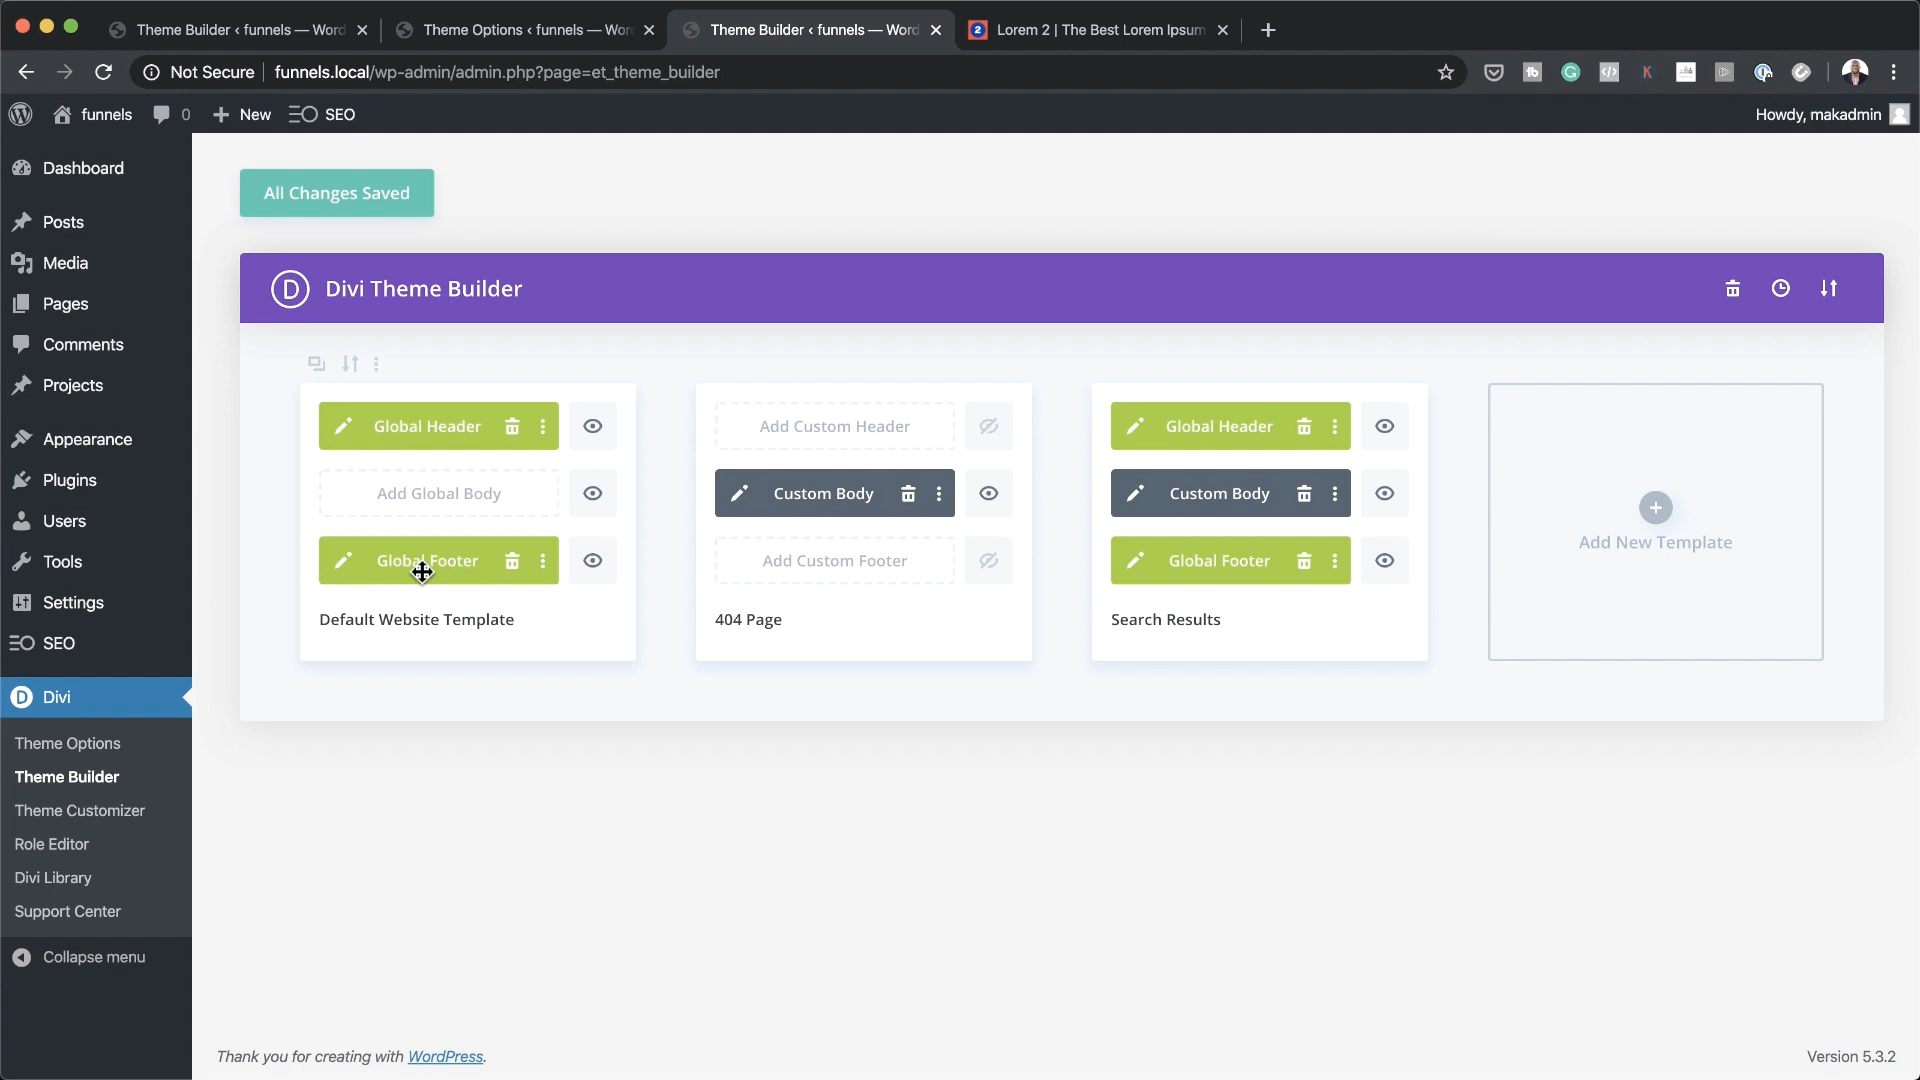 Theme Builder ‹ funnels — Word
Theme Options ‹ funnels — Wor
Theme Builder ‹ funnels — Word
2 Lorem 2 | The Best Lorem Ipsum
Not Secure funnels.local/wp-admin/admin.php?page=et_theme_builder
funnels 0 New SEO
Howdy, makadmin
Dashboard
Posts
Media
Pages
Comments
Projects
Appearance
Plugins
Users
Tools
Settings
SEO
D Divi
Theme Options
Theme Builder
Theme Customizer
Role Editor
Divi Library
Support Center
Collapse menu
All Changes Saved
D Divi Theme Builder
Global Header
Add Global Body
Global Footer
Default Website Template
Add Custom Header
Custom Body
Add Custom Footer
404 Page
Global Header
Custom Body
Global Footer
Search Results
Add New Template
Thank you for creating with WordPress.
Version 5.3.2